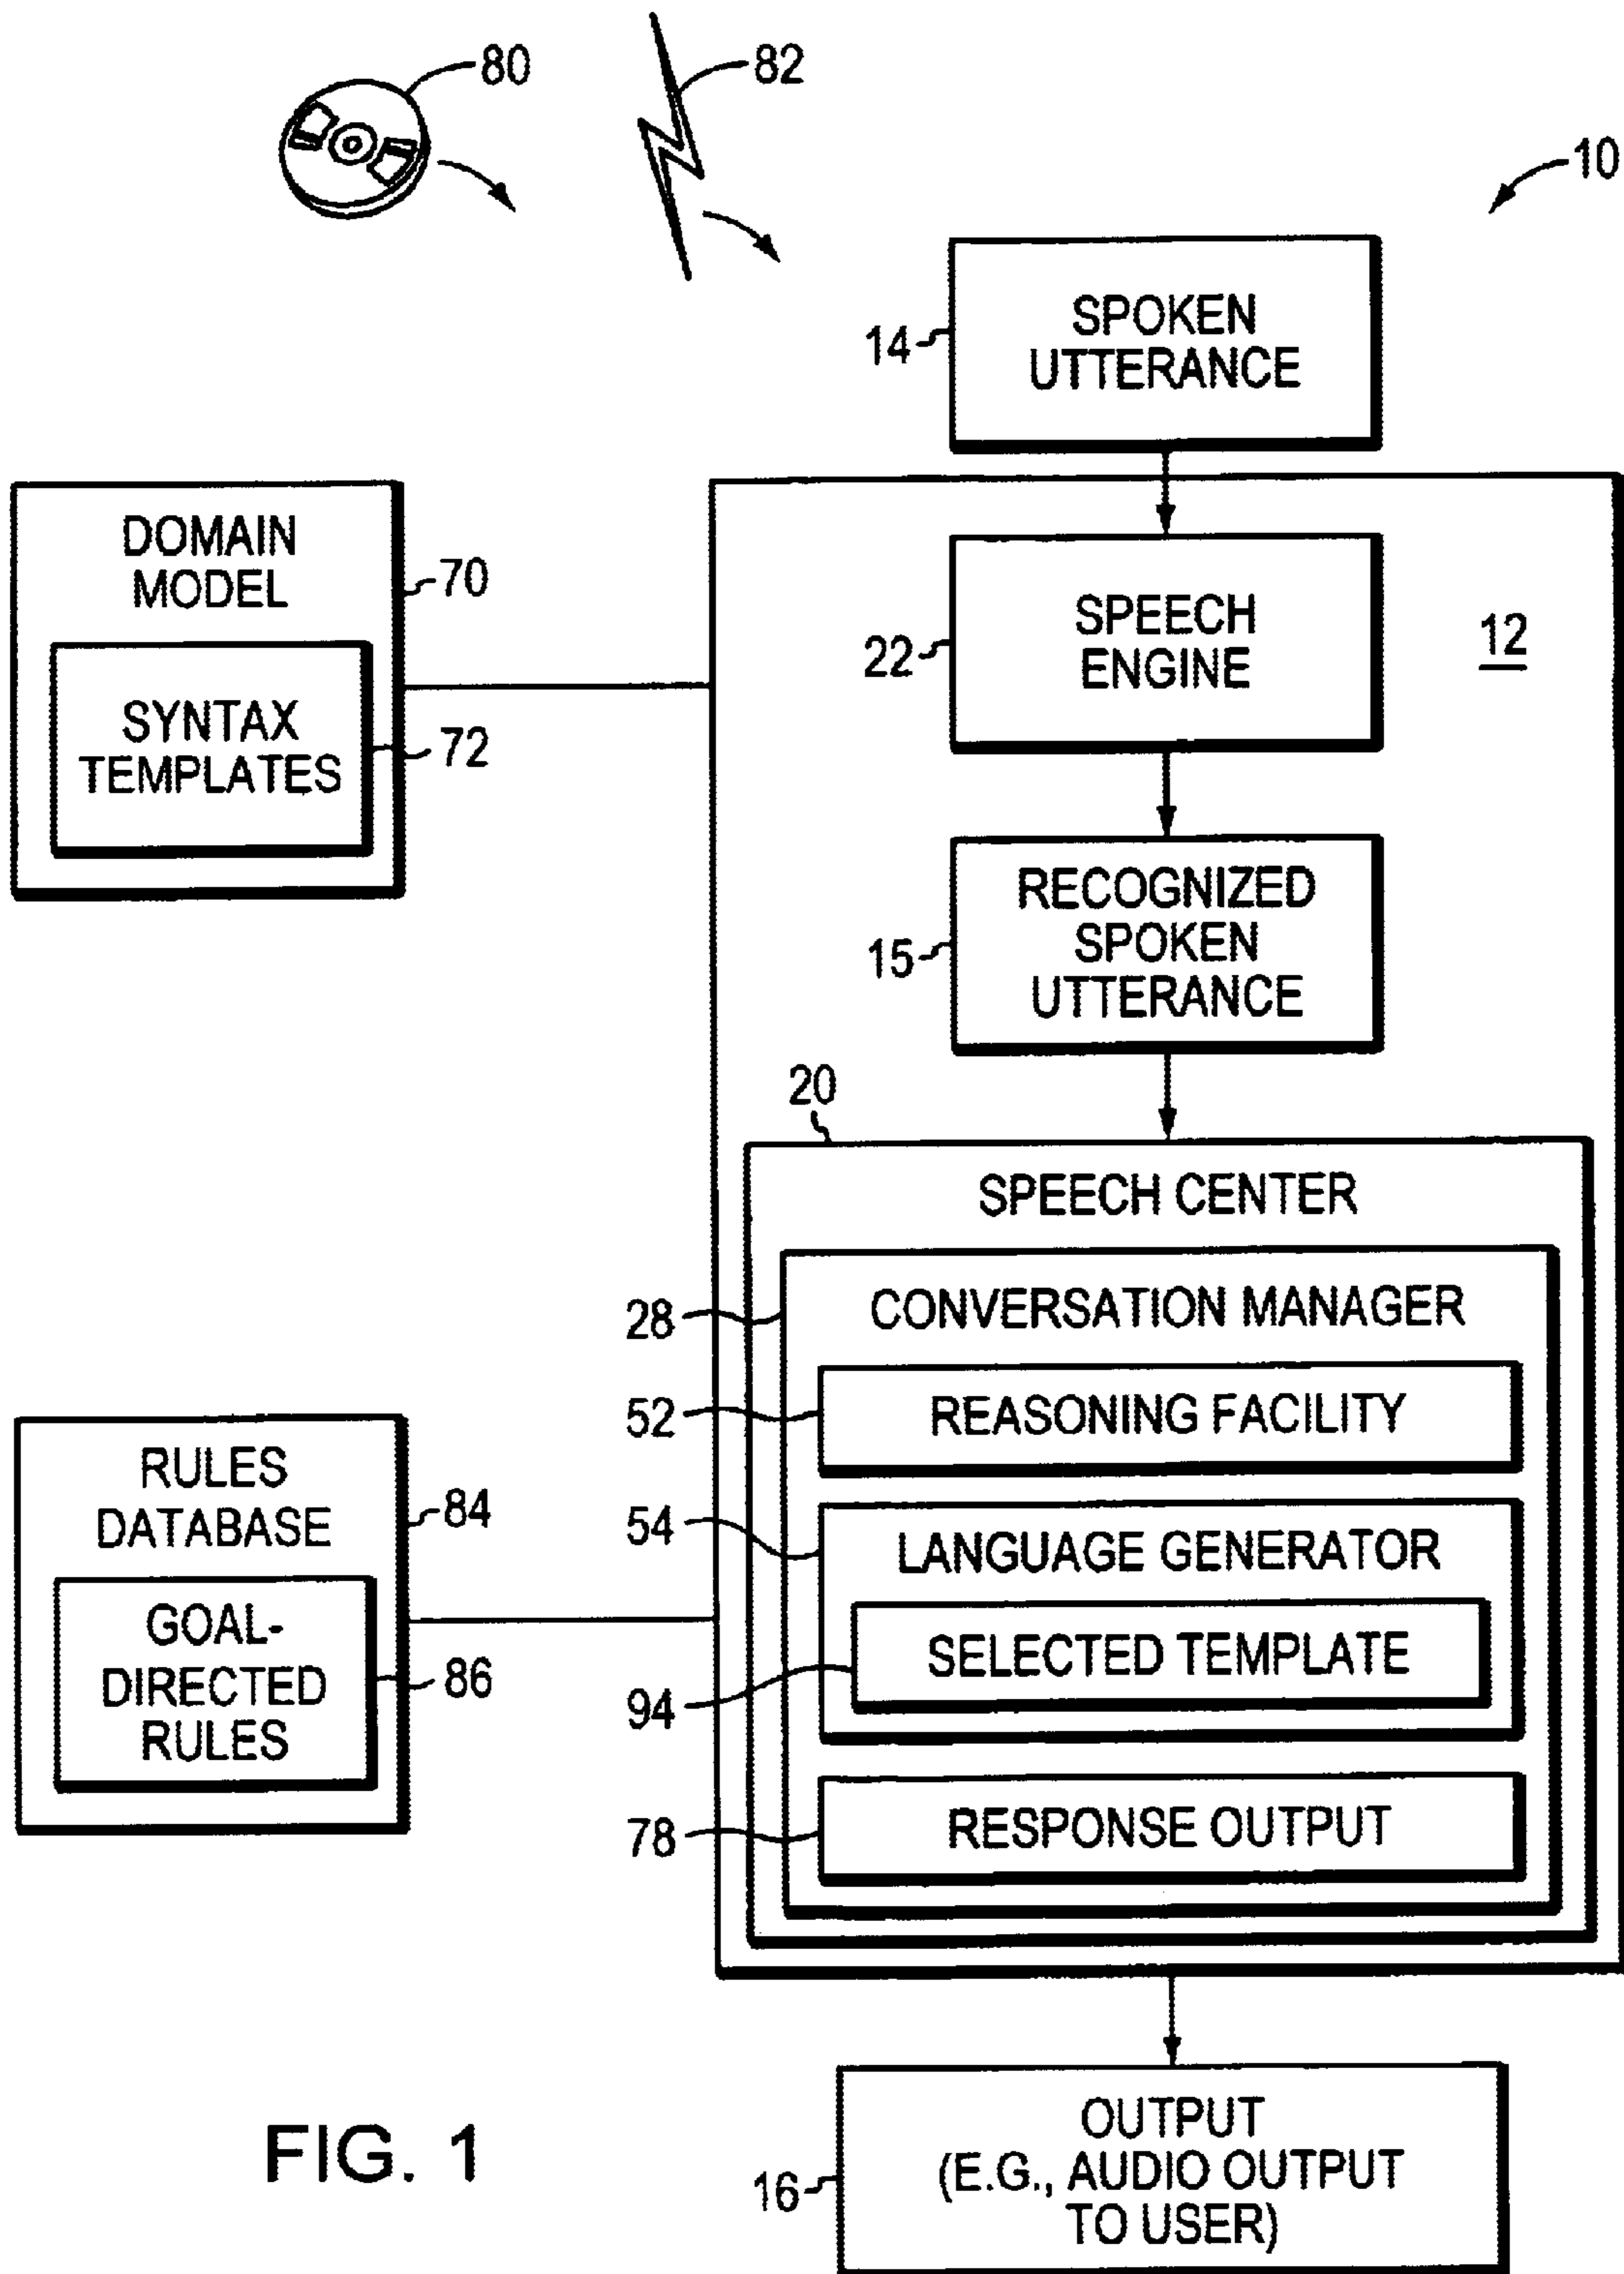 80
82
10
14
SPOKEN
UTTERANCE
DOMAIN
MODEL
70
SYNTAX
TEMPLATES
72
22
SPEECH
ENGINE
12
15
RECOGNIZED
SPOKEN
UTTERANCE
20
SPEECH CENTER
28
CONVERSATION MANAGER
52
REASONING FACILITY
RULES
DATABASE
84
GOAL-
DIRECTED
RULES
86
54
LANGUAGE GENERATOR
94
SELECTED TEMPLATE
78
RESPONSE OUTPUT
16
OUTPUT
(E.G., AUDIO OUTPUT
TO USER)
FIG. 1